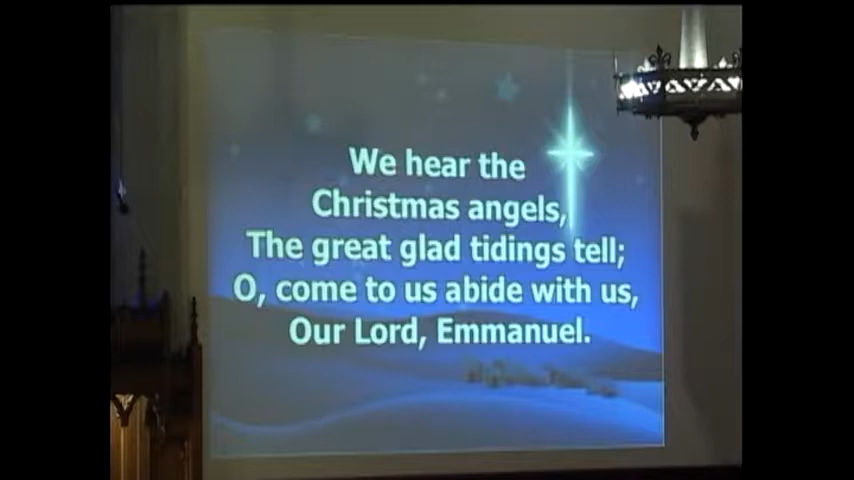 We hear the
Christmas angels,
The great glad tidings tell;
O, come to us abide with us,
Our Lord, Emmanuel.